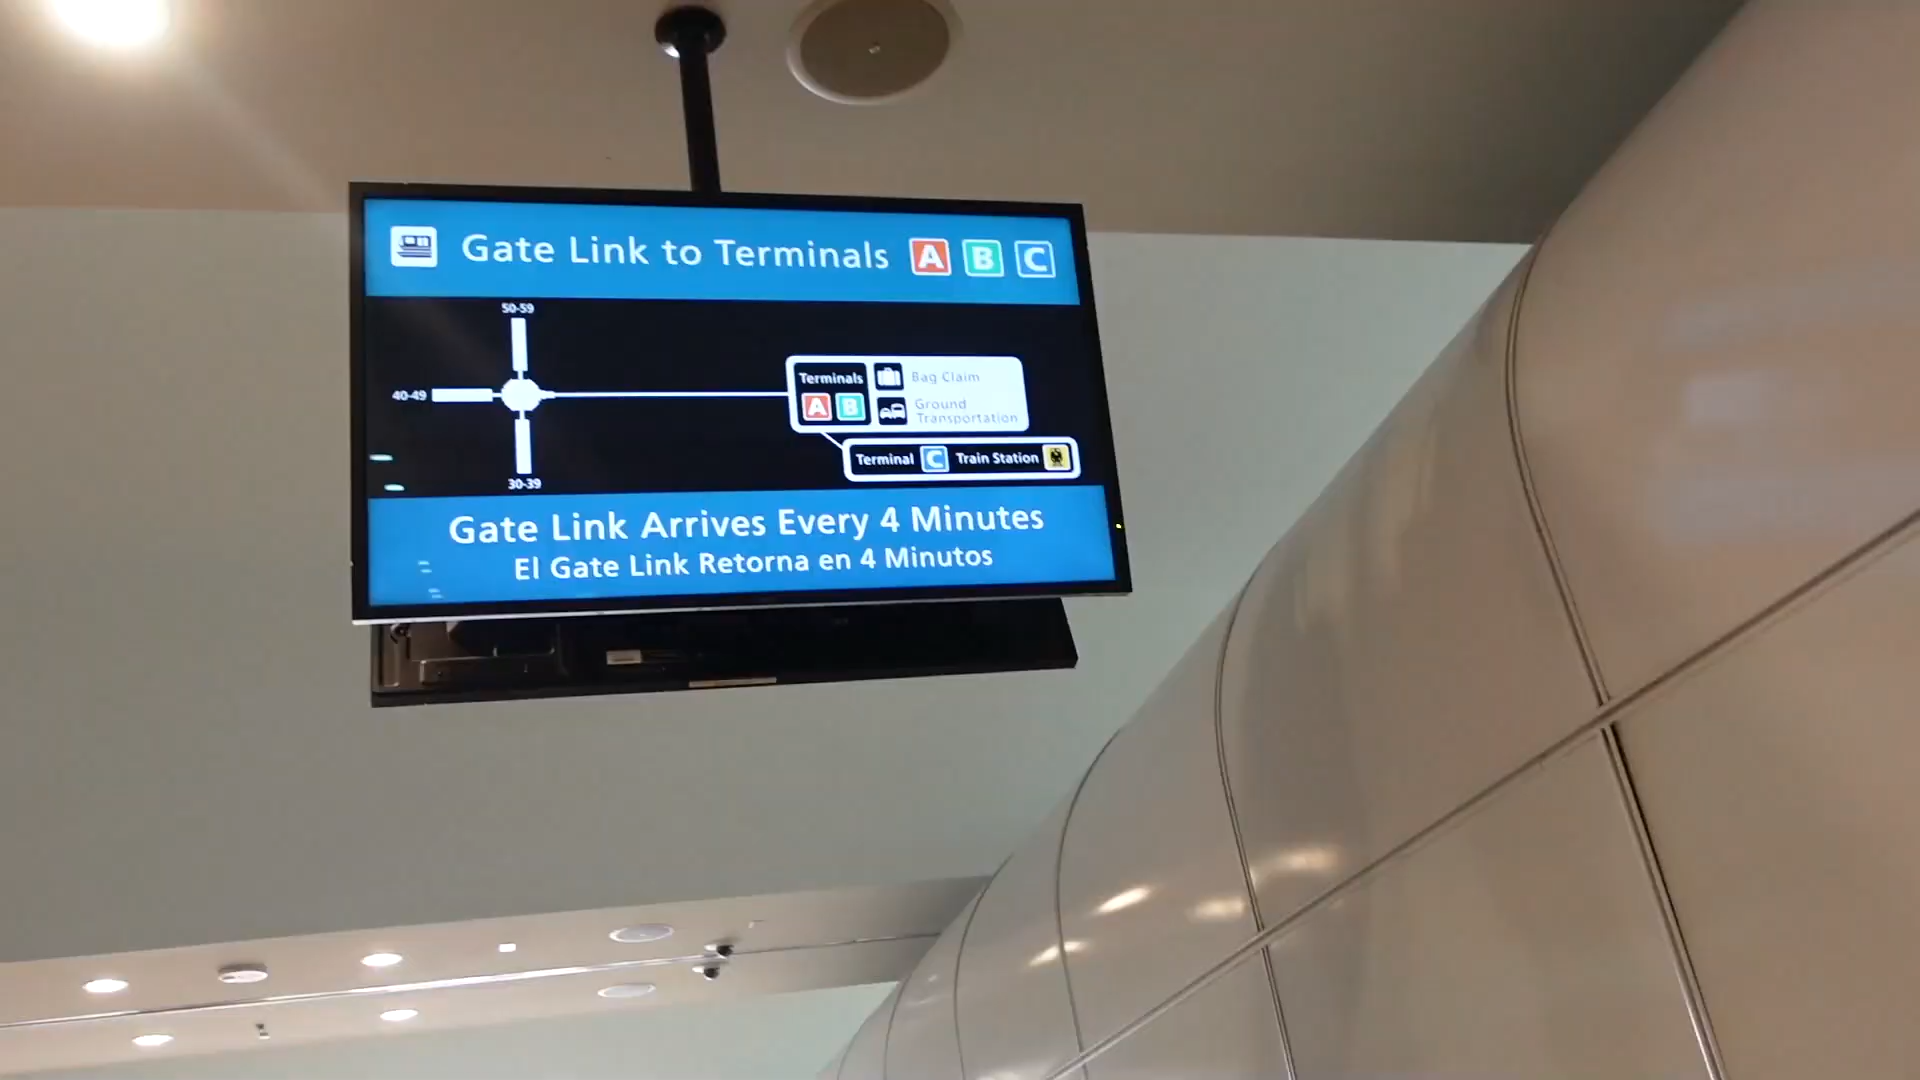 Gate Link to Terminals A B C
50-59
40-49
30-39
Terminals
A B
Bag Claim
Ground
Transportation
Terminal C Train Station
Gate Link Arrives Every 4 Minutes
El Gate Link Retorna en 4 Minutos